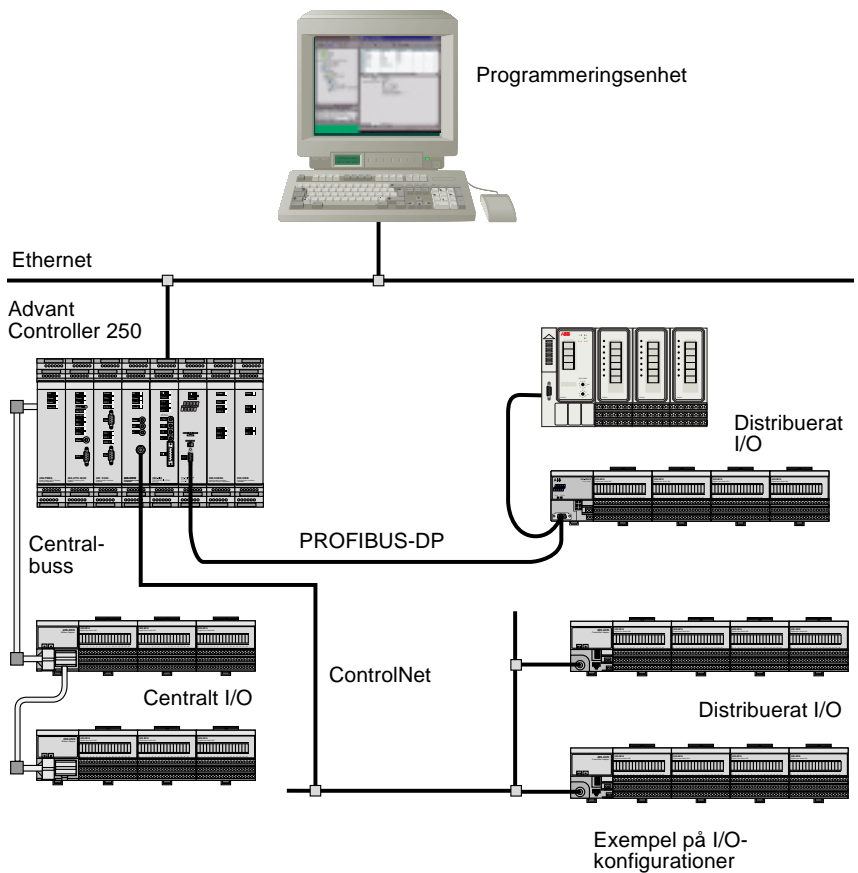 Programmeringsenhet
Ethernet
Advant
Controller 250
Distribuerat
I/O
PROFIBUS-DP
Central-
buss
ControlNet
Centralt I/O
Distribuerat I/O
Exempel på I/O-
konfigurationer